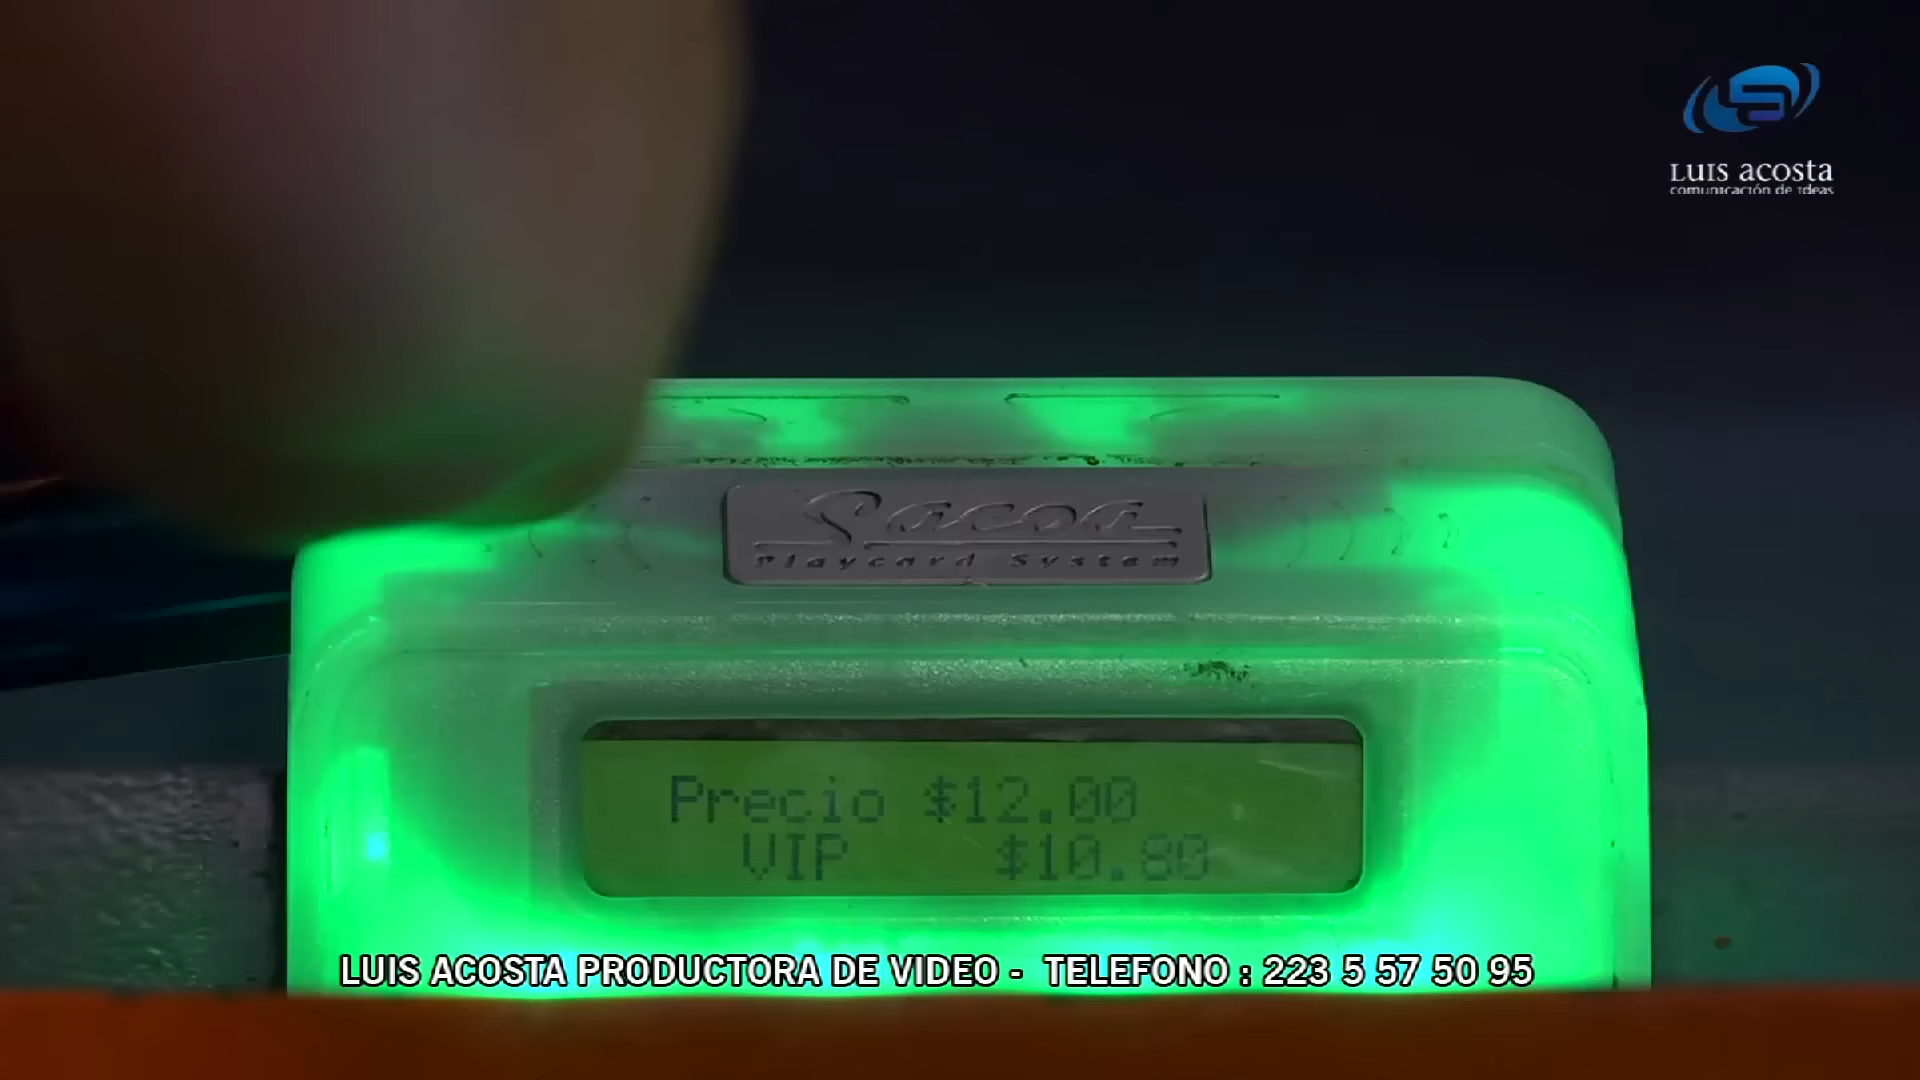 LUIS acosta
comunicación de ideas
Sacoa
Playcard System
Precio $12.00
VIP $10.80
LUIS ACOSTA PRODUCTORA DE VIDEO - TELEFONO : 223 5 57 50 95